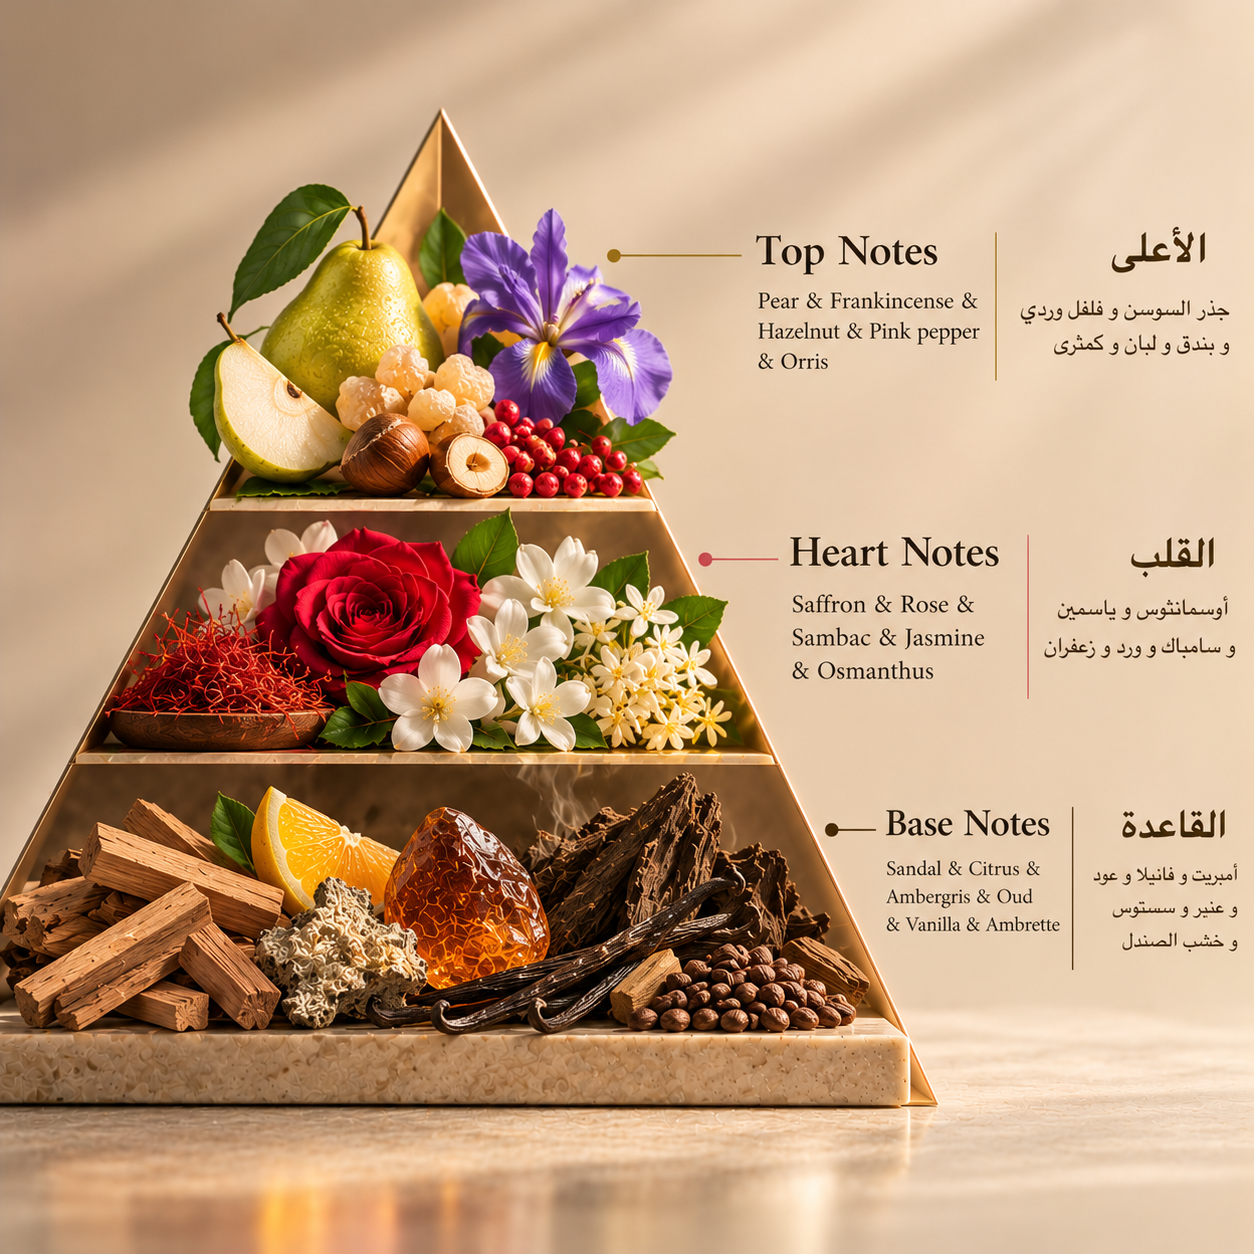 Top Notes
Pear & Frankincense &
Hazelnut & Pink pepper
& Orris
الأعلى
جذر السوسن و فلفل وردي
و بندق و لبان و كمثرى
Heart Notes
Saffron & Rose &
Sambac & Jasmine
& Osmanthus
القلب
أوسمانثوس و ياسمين
و سامباك و ورد و زعفران
Base Notes
Sandal & Citrus &
Ambergris & Oud
& Vanilla & Ambrette
القاعدة
أمبريت و فانيلا و عود
و عنبر و سستوس
و خشب الصندل